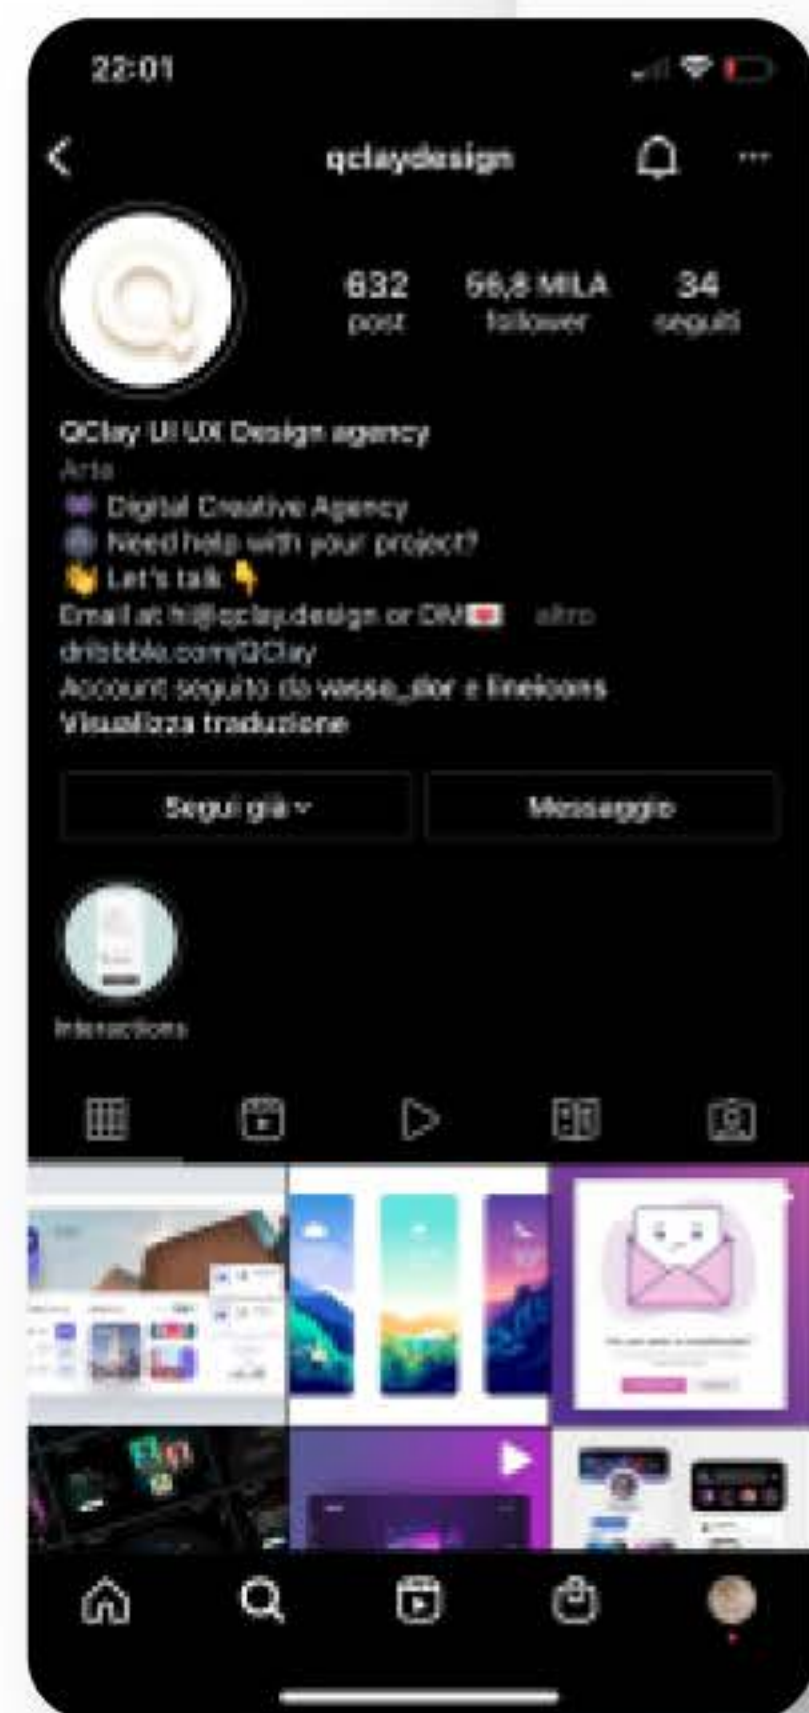 22:01
qclaydesign
632 56,8 MILA 34
post follower seguiti
QClay UI UX Design agency
Arte
Digital Creative Agency
Need help with your project?
Let's talk
Email at hi@qclay.design or DM altro
dribbble.com/QClay
Account seguito da vasso_dor e lineicons
Visualizza traduzione
Segui già Messaggio
Interactions